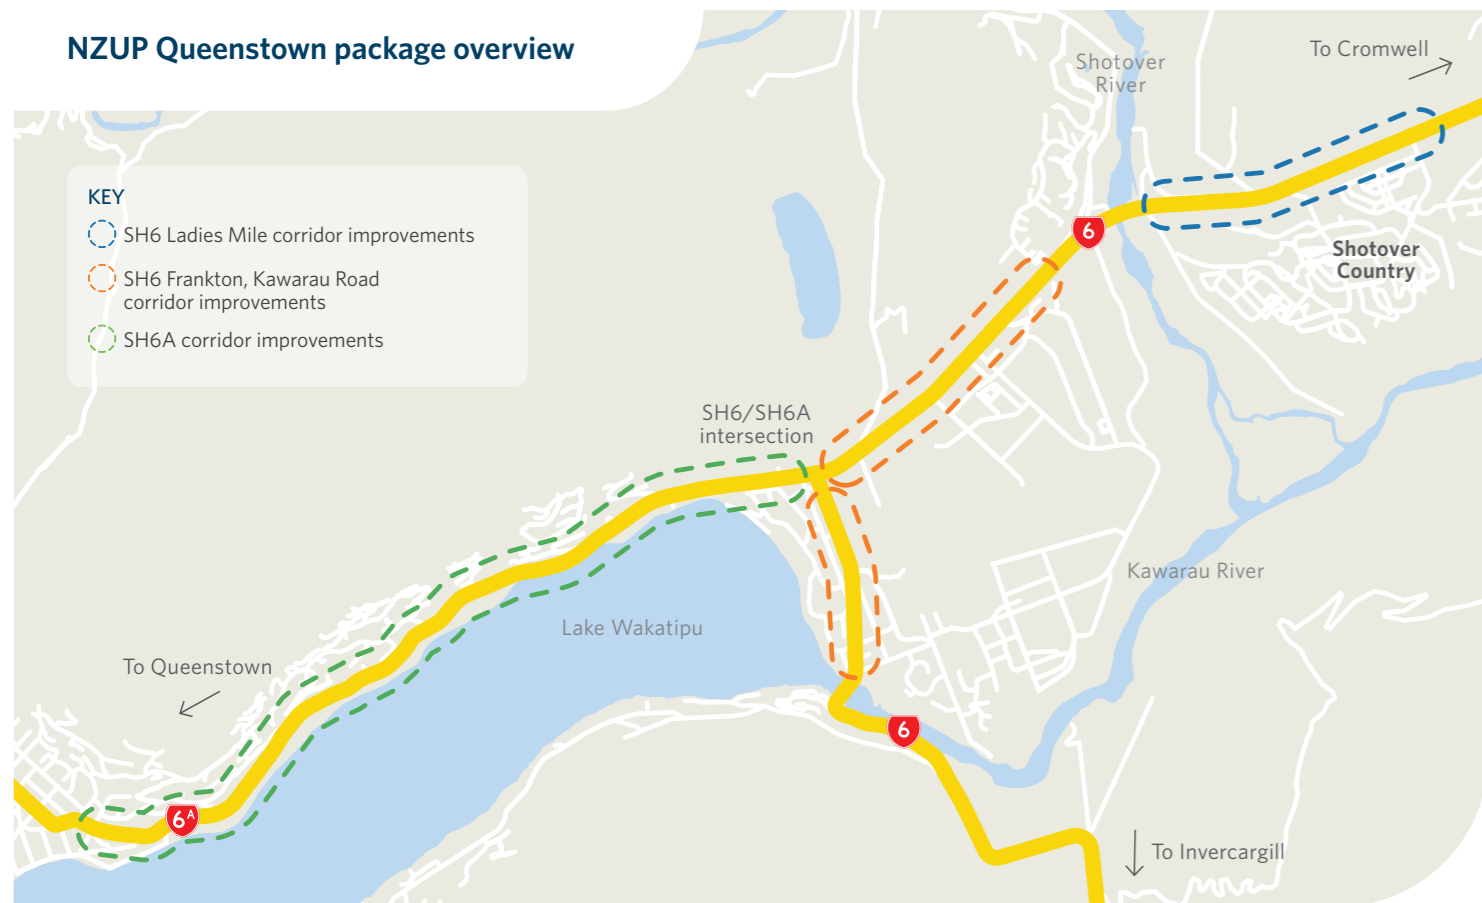 NZUP Queenstown package overview
To Cromwell
Shotover
River
KEY
SH6 Ladies Mile corridor improvements
SH6 Frankton, Kawarau Road
corridor improvements
SH6A corridor improvements
6
Shotover
Country
SH6/SH6A
intersection
Kawarau River
Lake Wakatipu
To Queenstown
6
6A
To Invercargill